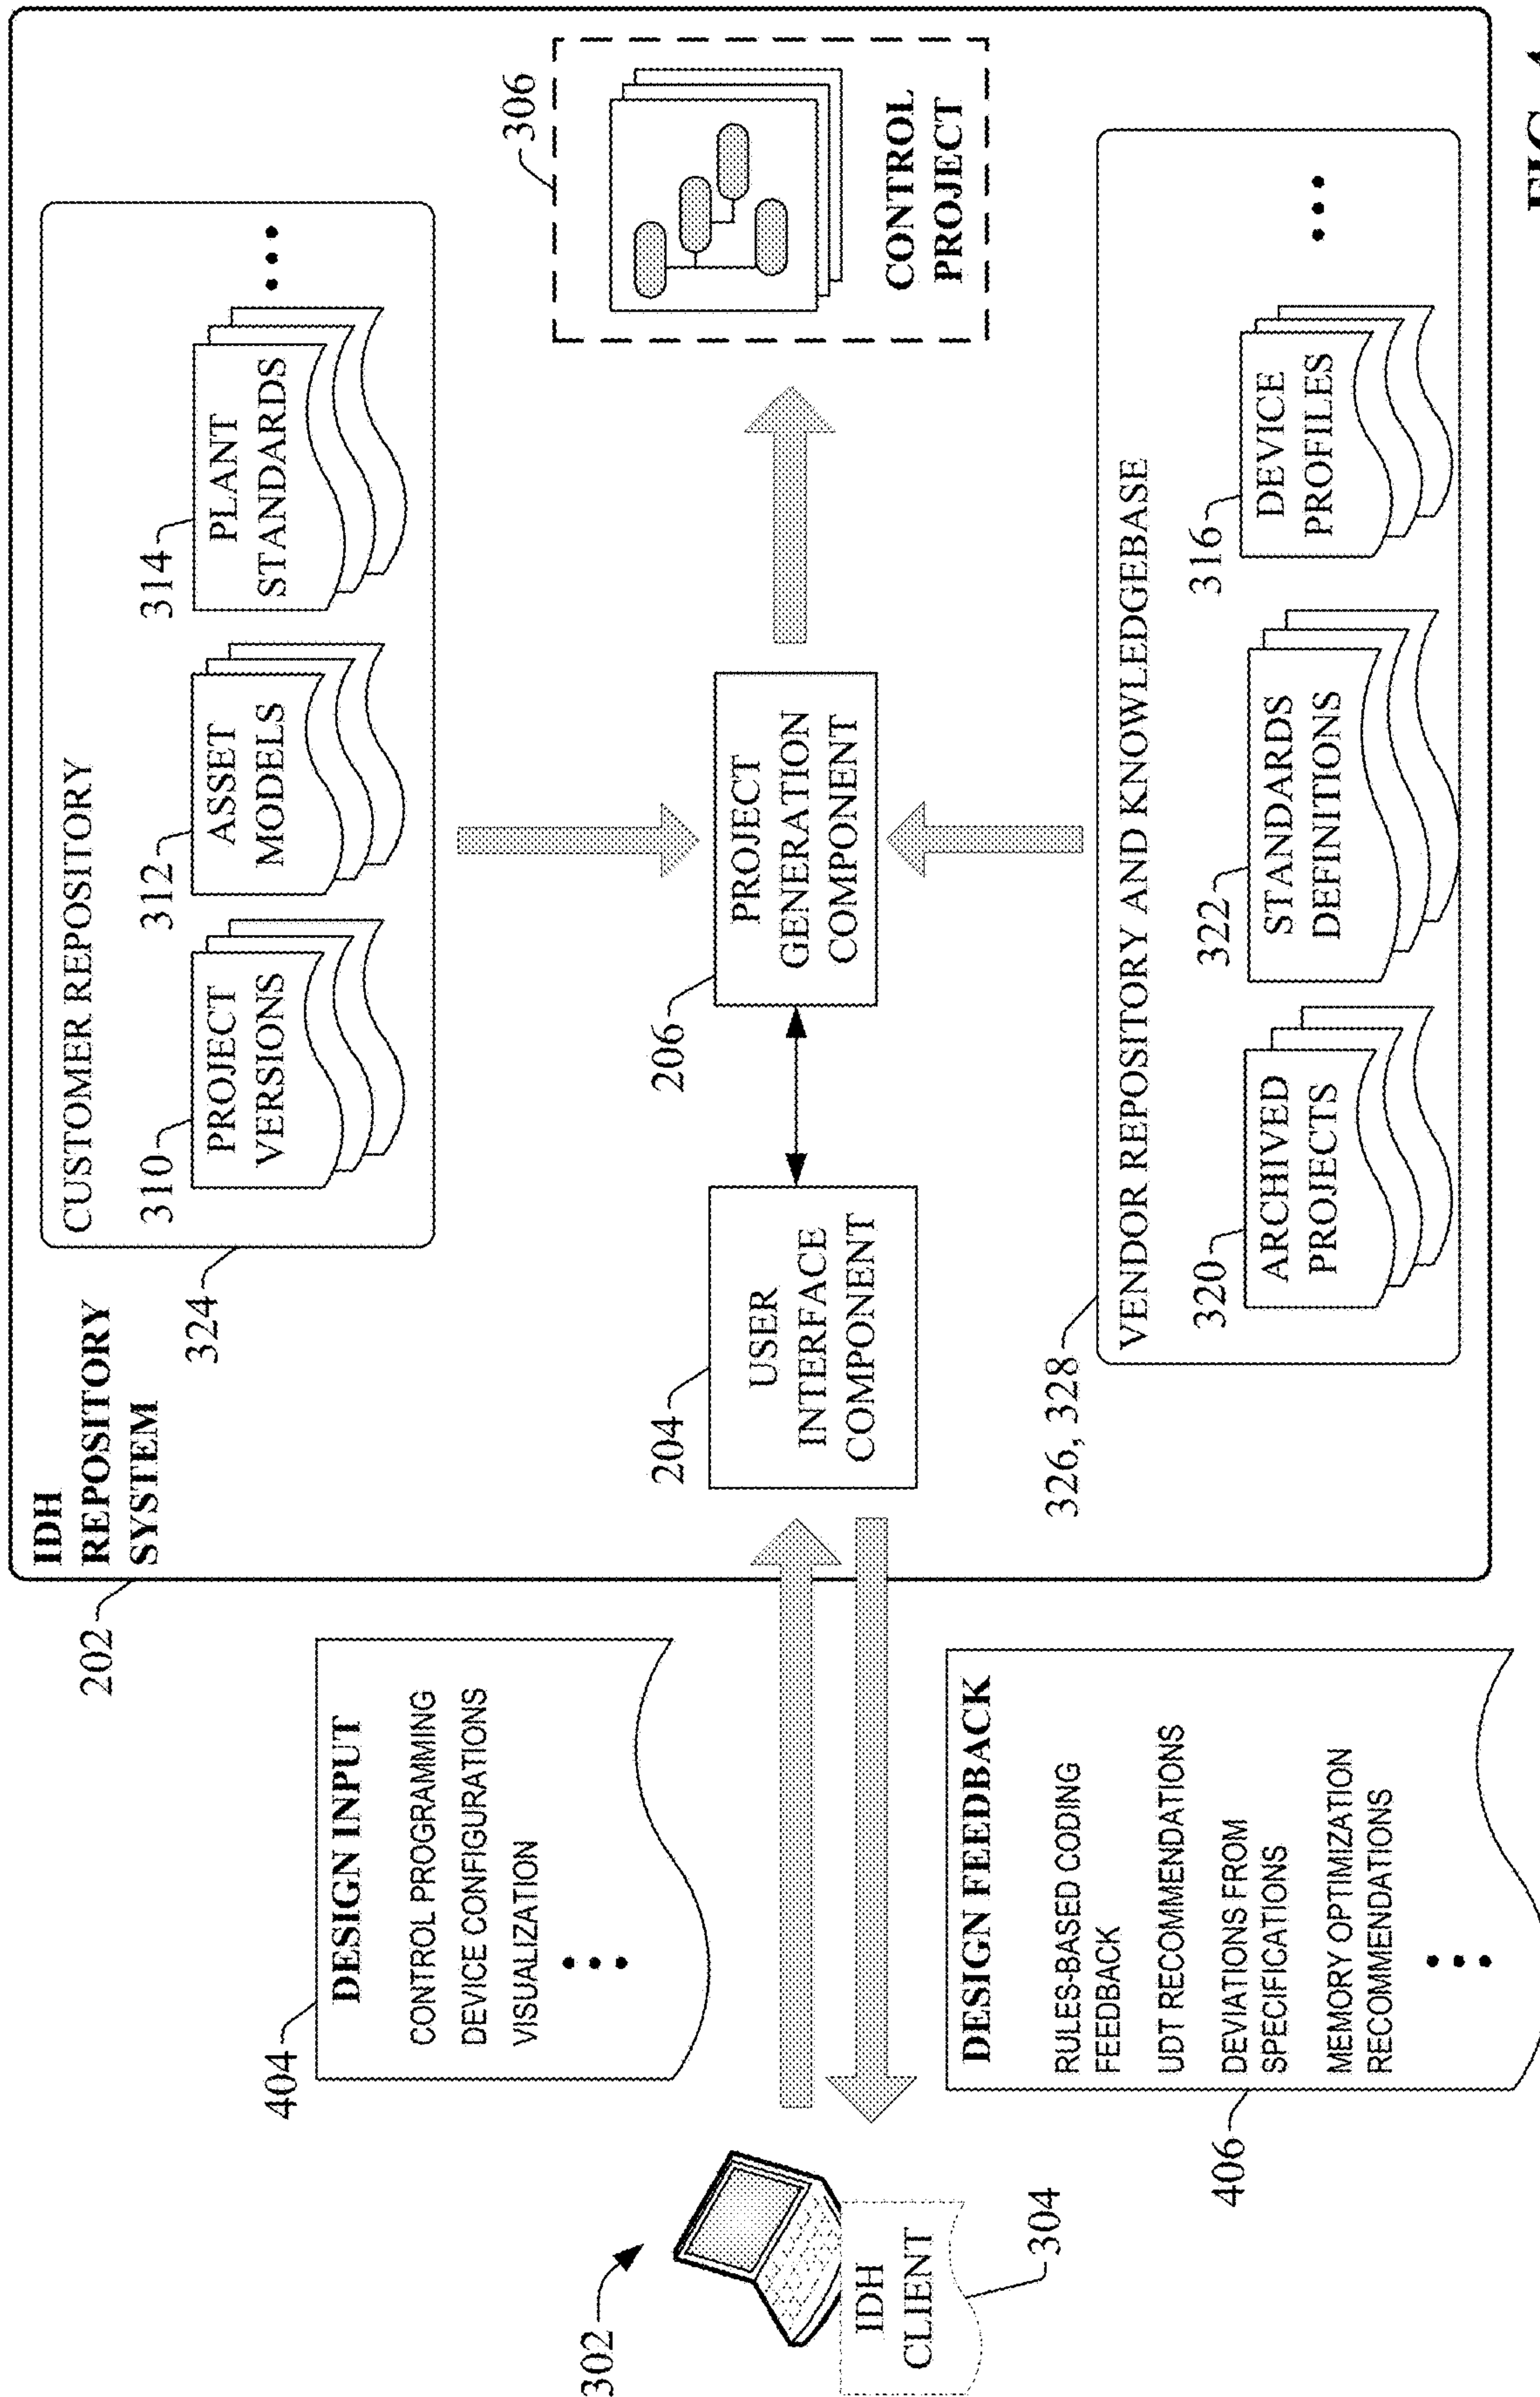 202
IDH
REPOSITORY
SYSTEM
324
CUSTOMER REPOSITORY
310
PROJECT
VERSIONS
312
ASSET
MODELS
314
PLANT
STANDARDS
404
DESIGN INPUT
CONTROL PROGRAMMING
DEVICE CONFIGURATIONS
VISUALIZATION
302
IDH
CLIENT
304
204
USER
INTERFACE
COMPONENT
206
PROJECT
GENERATION
COMPONENT
306
CONTROL
PROJECT
406
DESIGN FEEDBACK
RULES-BASED CODING
FEEDBACK
UDT RECOMMENDATIONS
DEVIATIONS FROM
SPECIFICATIONS
MEMORY OPTIMIZATION
RECOMMENDATIONS
326, 328
VENDOR REPOSITORY AND KNOWLEDGEBASE
320
ARCHIVED
PROJECTS
322
STANDARDS
DEFINITIONS
316
DEVICE
PROFILES